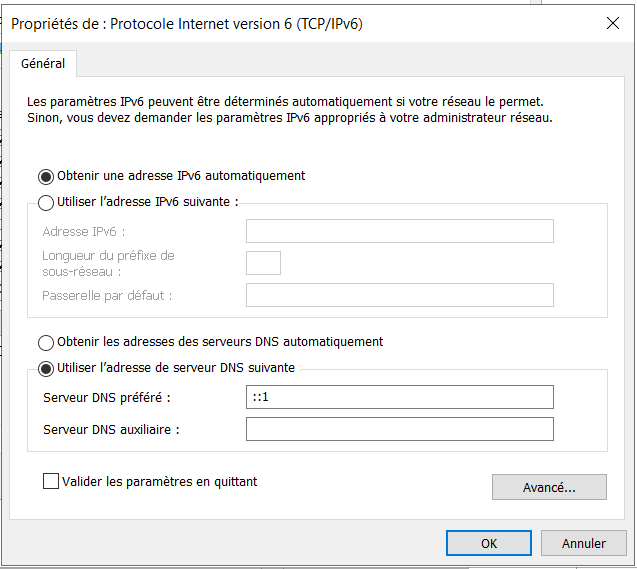 Propriétés de : Protocole Internet version 6 (TCP/IPv6)
Général
Les paramètres IPv6 peuvent être déterminés automatiquement si votre réseau le permet.
Sinon, vous devez demander les paramètres IPv6 appropriés à votre administrateur réseau.
Obtenir une adresse IPv6 automatiquement
Utiliser l’adresse IPv6 suivante :
Adresse IPv6 :
Longueur du préfixe de
sous-réseau :
Passerelle par défaut :
Obtenir les adresses des serveurs DNS automatiquement
Utiliser l’adresse de serveur DNS suivante :
Serveur DNS préféré :
::1
Serveur DNS auxiliaire :
Valider les paramètres en quittant
Avancé...
OK
Annuler